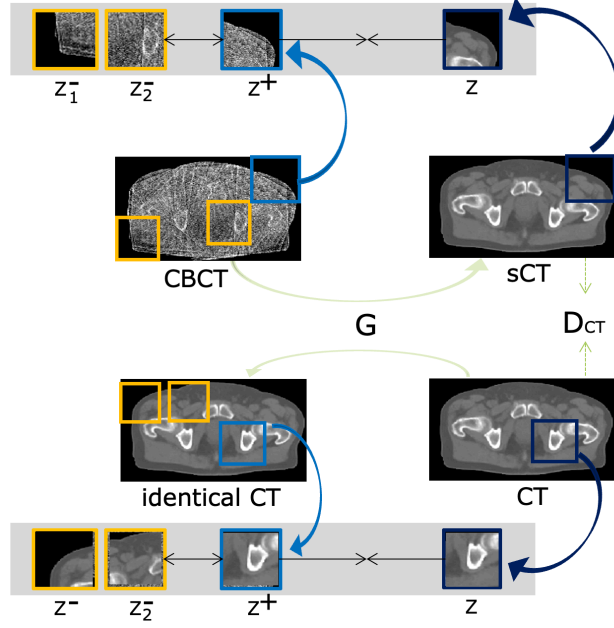 z₁⁻ z₂⁻ z⁺ z
CBCT sCT
G D_CT
identical CT CT
z⁻ z₂⁻ z⁺ z